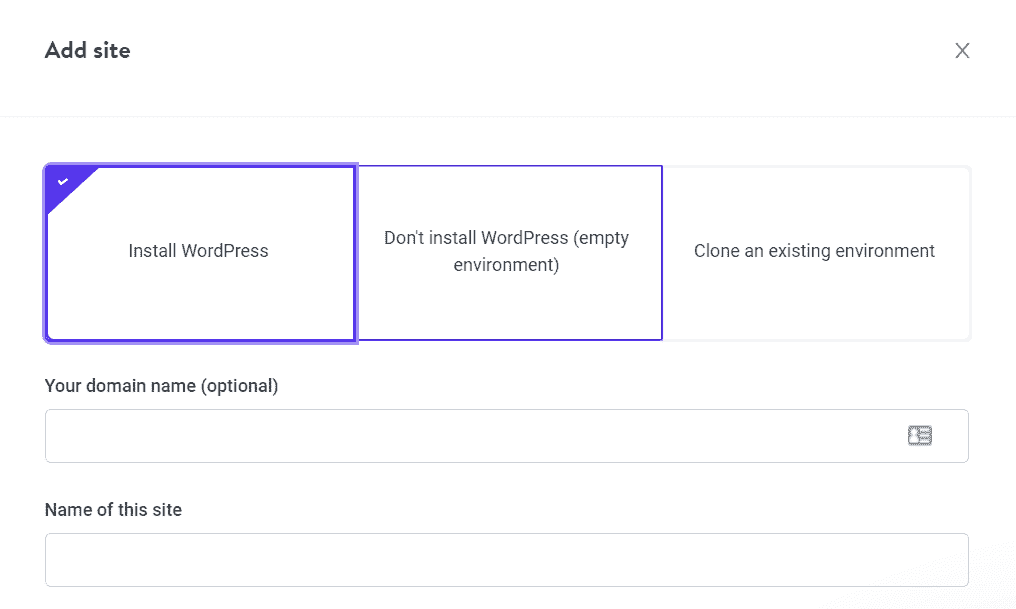 Add site
Install WordPress
Don't install WordPress (empty
environment)
Clone an existing environment
Your domain name (optional)
Name of this site